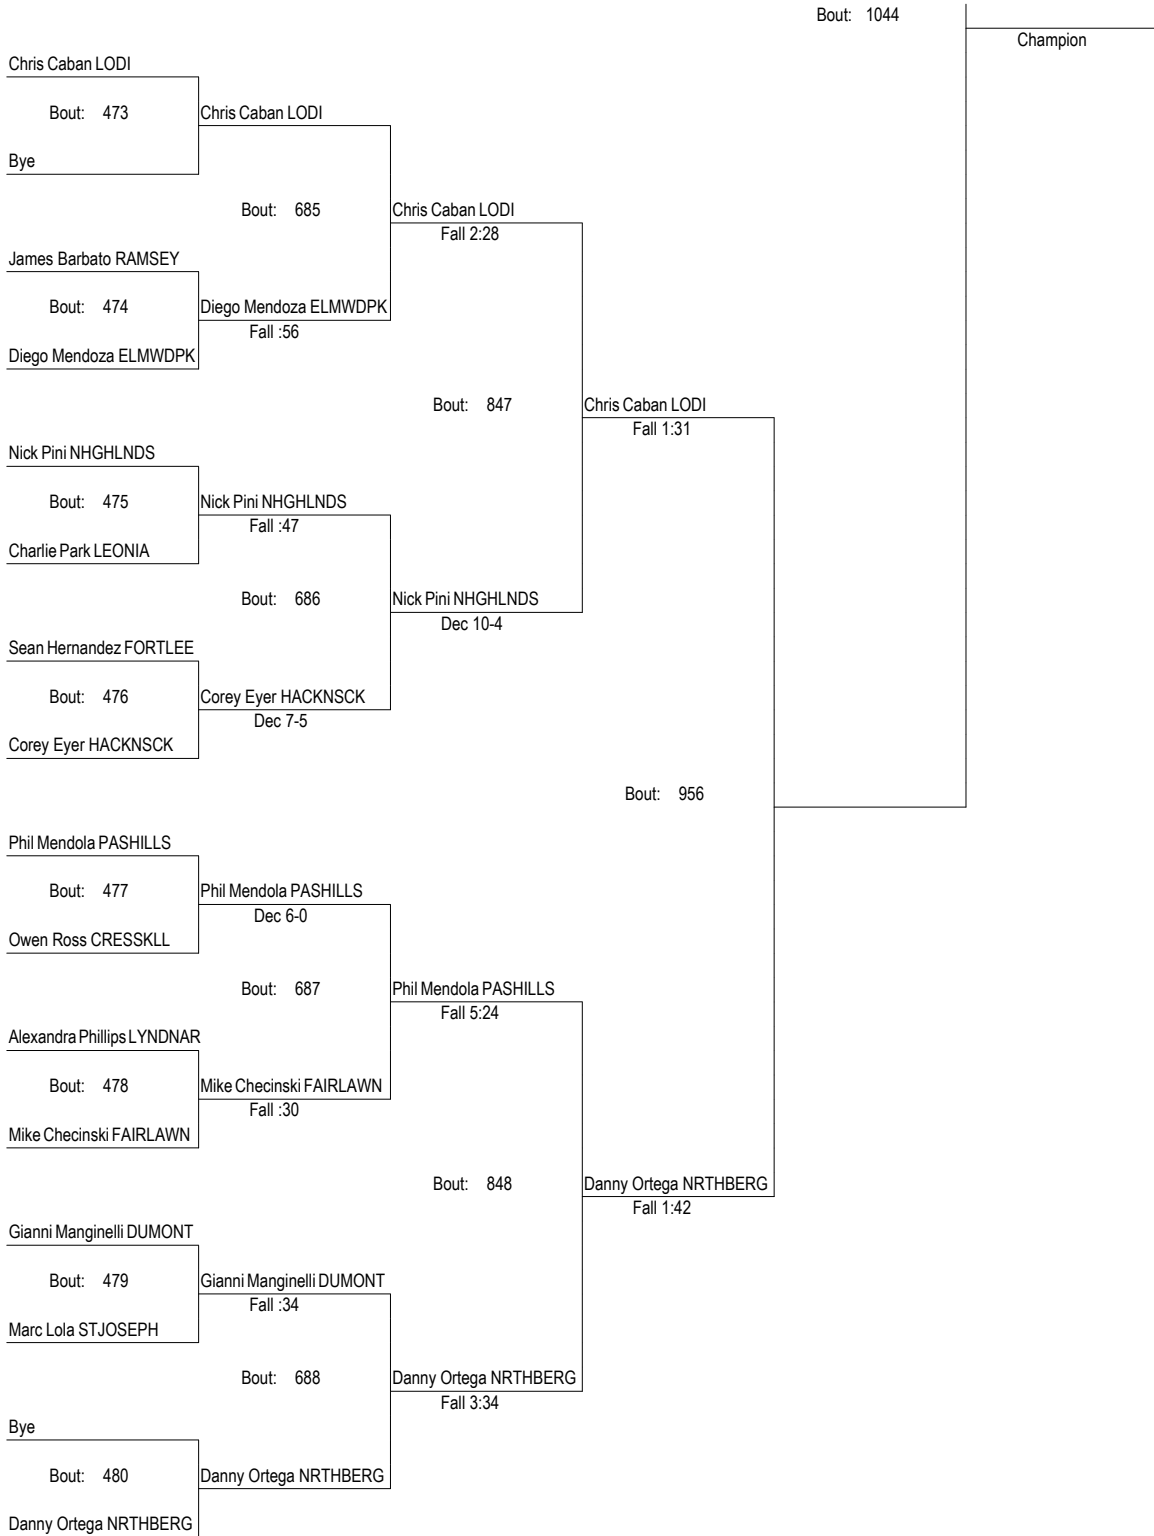 Bout: 1044
Champion
Chris Caban LODI
Bout: 473
Chris Caban LODI
Bye
Bout: 685
Chris Caban LODI
Fall 2:28
James Barbato RAMSEY
Bout: 474
Diego Mendoza ELMWDPK
Fall :56
Diego Mendoza ELMWDPK
Bout: 847
Chris Caban LODI
Fall 1:31
Nick Pini NHGHLNDS
Bout: 475
Nick Pini NHGHLNDS
Fall :47
Charlie Park LEONIA
Bout: 686
Nick Pini NHGHLNDS
Dec 10-4
Sean Hernandez FORTLEE
Bout: 476
Corey Eyer HACKNSCK
Dec 7-5
Corey Eyer HACKNSCK
Bout: 956
Phil Mendola PASHILLS
Bout: 477
Phil Mendola PASHILLS
Dec 6-0
Owen Ross CRESSKLL
Bout: 687
Phil Mendola PASHILLS
Fall 5:24
Alexandra Phillips LYNDNAR
Bout: 478
Mike Checinski FAIRLAWN
Fall :30
Mike Checinski FAIRLAWN
Bout: 848
Danny Ortega NRTHBERG
Fall 1:42
Gianni Manginelli DUMONT
Bout: 479
Gianni Manginelli DUMONT
Fall :34
Marc Lola STJOSEPH
Bout: 688
Danny Ortega NRTHBERG
Fall 3:34
Bye
Bout: 480
Danny Ortega NRTHBERG
Danny Ortega NRTHBERG